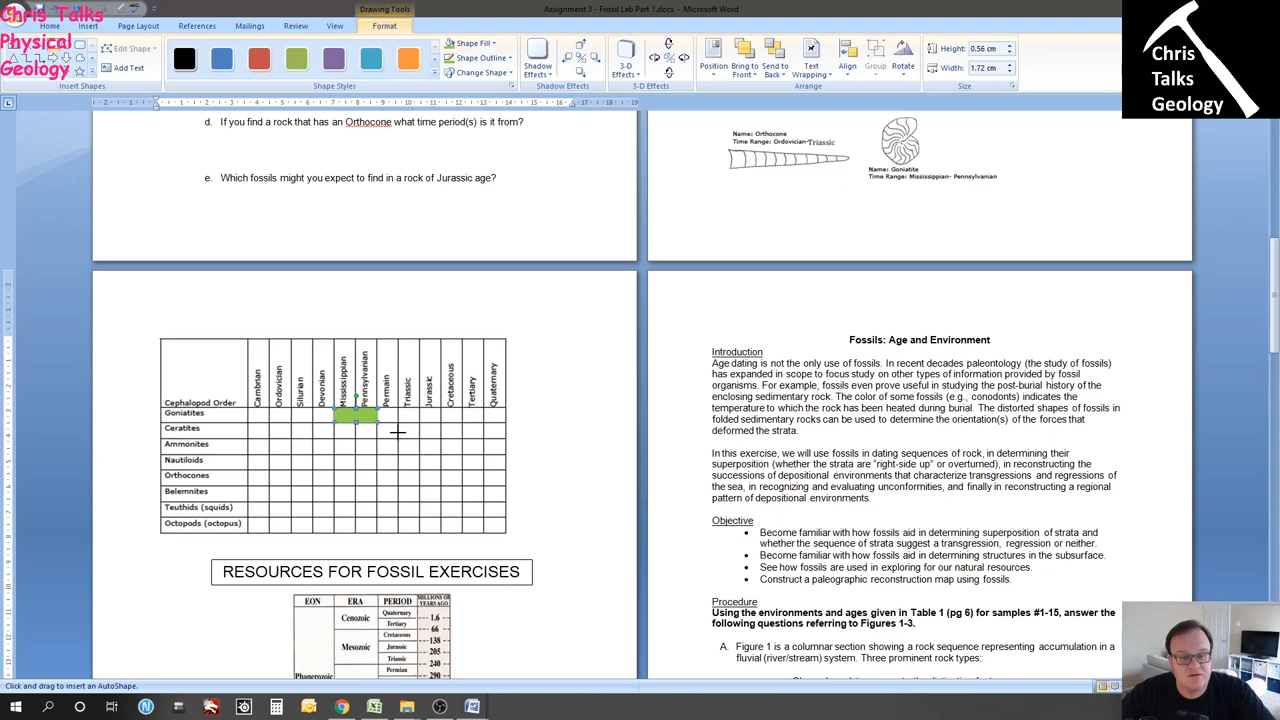 Chris Talks
Physical
Geology
Chris
Talks
Geology
Drawing Tools
Assignment 3 - Fossil Lab Part 1.docx - Microsoft Word
Home
Insert
Page Layout
References
Mailings
Review
View
Format
Edit Shape
Add Text
Insert Shapes
Shape Fill
Shape Outline
Change Shape
Shape Styles
Shadow
Effects
Shadow Effects
3-D
Effects
3-D Effects
Position
Bring to
Front
Send to
Back
Text
Wrapping
Align
Group
Rotate
Arrange
Height: 0.56 cm
Width: 1.72 cm
Size
d. If you find a rock that has an Orthocone what time period(s) is it from?
e. Which fossils might you expect to find in a rock of Jurassic age?
Name: Orthocone
Time Range: Ordovician-Triassic
Name: Goniatite
Time Range: Mississippian- Pennsylvanian
Cephalopod Order
Cambrian
Ordovician
Silurian
Devonian
Mississippian
Pennsylvanian
Permain
Triassic
Jurassic
Cretaceous
Tertiary
Quaternary
Goniatites
Ceratites
Ammonites
Nautiloids
Orthocones
Belemnites
Teuthids (squids)
Octopods (octopus)
RESOURCES FOR FOSSIL EXERCISES
EON
ERA
PERIOD
MILLIONS OF
YEARS AGO
Phanerozoic
Cenozoic
Quaternary
1.6
Tertiary
66
Mesozoic
Cretaceous
138
Jurassic
205
Triassic
240
Permian
290
Fossils: Age and Environment
Introduction
Age dating is not the only use of fossils. In recent decades paleontology (the study of fossils)
has expanded in scope to focus study on other types of information provided by fossil
organisms. For example, fossils even prove useful in studying the post-burial history of the
enclosing sedimentary rock. The color of some fossils (e.g., conodonts) indicates the
temperature to which the rock has been heated during burial. The distorted shapes of fossils in
folded sedimentary rocks can be used to determine the orientation(s) of the forces that
deformed the strata.
In this exercise, we will use fossils in dating sequences of rock, in determining their
superposition (whether the strata are "right-side up" or overturned), in reconstructing the
successions of depositional environments that characterize transgressions and regressions of
the sea, in recognizing and evaluating unconformities, and finally in reconstructing a regional
pattern of depositional environments.
Objective
• Become familiar with how fossils aid in determining superposition of strata and
whether the sequence of strata suggest a transgression, regression or neither.
• Become familiar with how fossils aid in determining structures in the subsurface.
• See how fossils are used in exploring for our natural resources.
• Construct a paleographic reconstruction map using fossils.
Procedure
Using the environments and ages given in Table 1 (pg 6) for samples #1-15, answer the
following questions referring to Figures 1-3.
A. Figure 1 is a columnar section showing a rock sequence representing accumulation in a
fluvial (river/stream) system. Three prominent rock types:
Click and drag to insert an AutoShape.